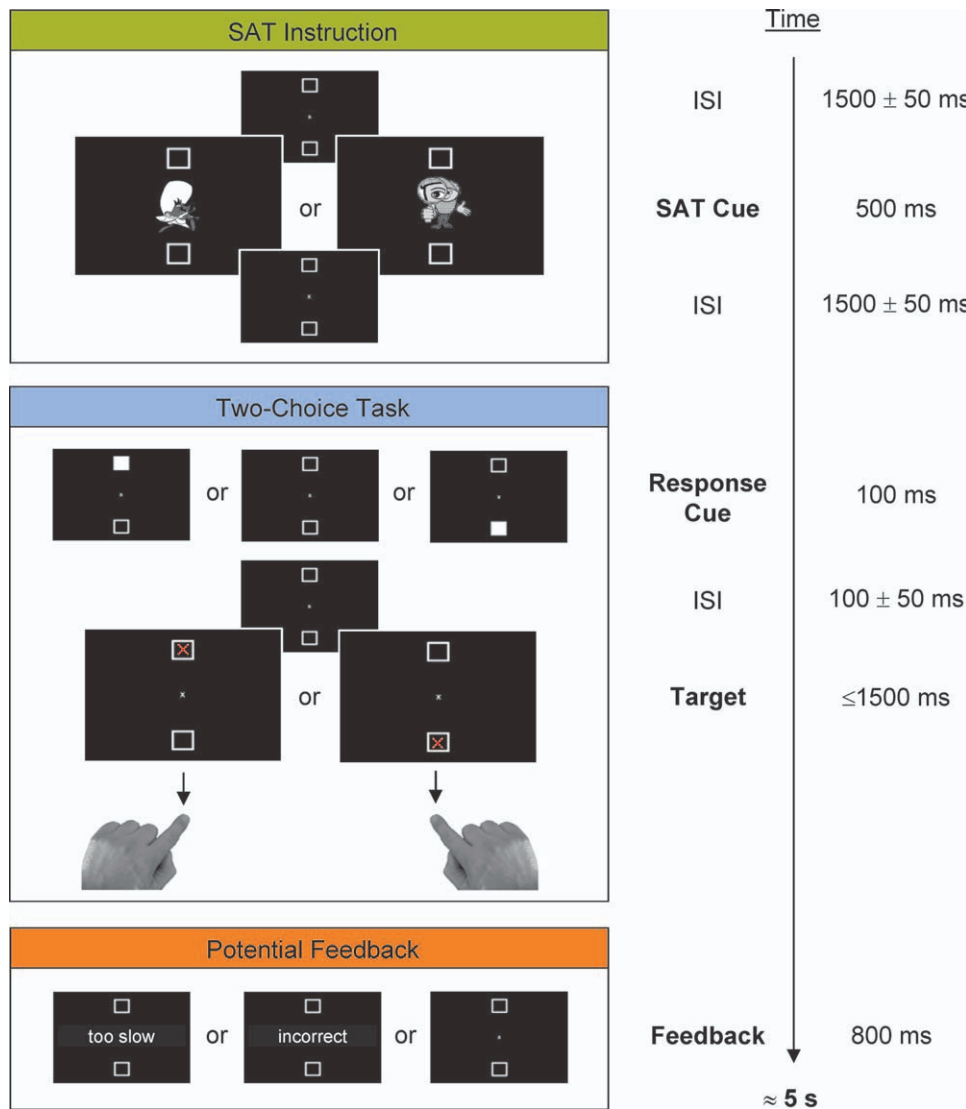 SAT Instruction
Time
ISI 1500 ± 50 ms
or
SAT Cue 500 ms
ISI 1500 ± 50 ms
Two-Choice Task
or or
Response
Cue
100 ms
ISI 100 ± 50 ms
or
Target ≤1500 ms
Potential Feedback
too slow or incorrect or
Feedback 800 ms
≈ 5 s